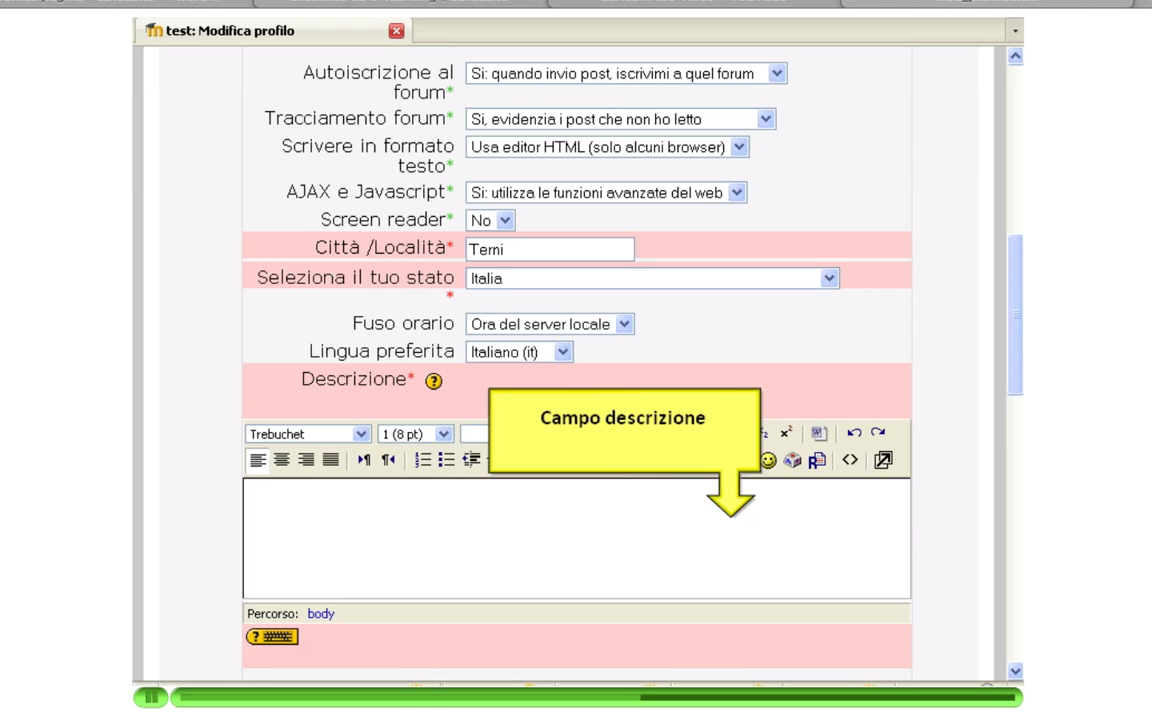 test: Modifica profilo
Autoiscrizione al forum* Si: quando invio post, iscrivimi a quel forum
Tracciamento forum* Si, evidenzia i post che non ho letto
Scrivere in formato testo* Usa editor HTML (solo alcuni browser)
AJAX e Javascript* Si: utilizza le funzioni avanzate del web
Screen reader* No
Città /Località* Terni
Seleziona il tuo stato * Italia
Fuso orario Ora del server locale
Lingua preferita Italiano (it)
Descrizione* ?
Campo descrizione
Trebuchet 1 (8 pt)
Percorso: body
?